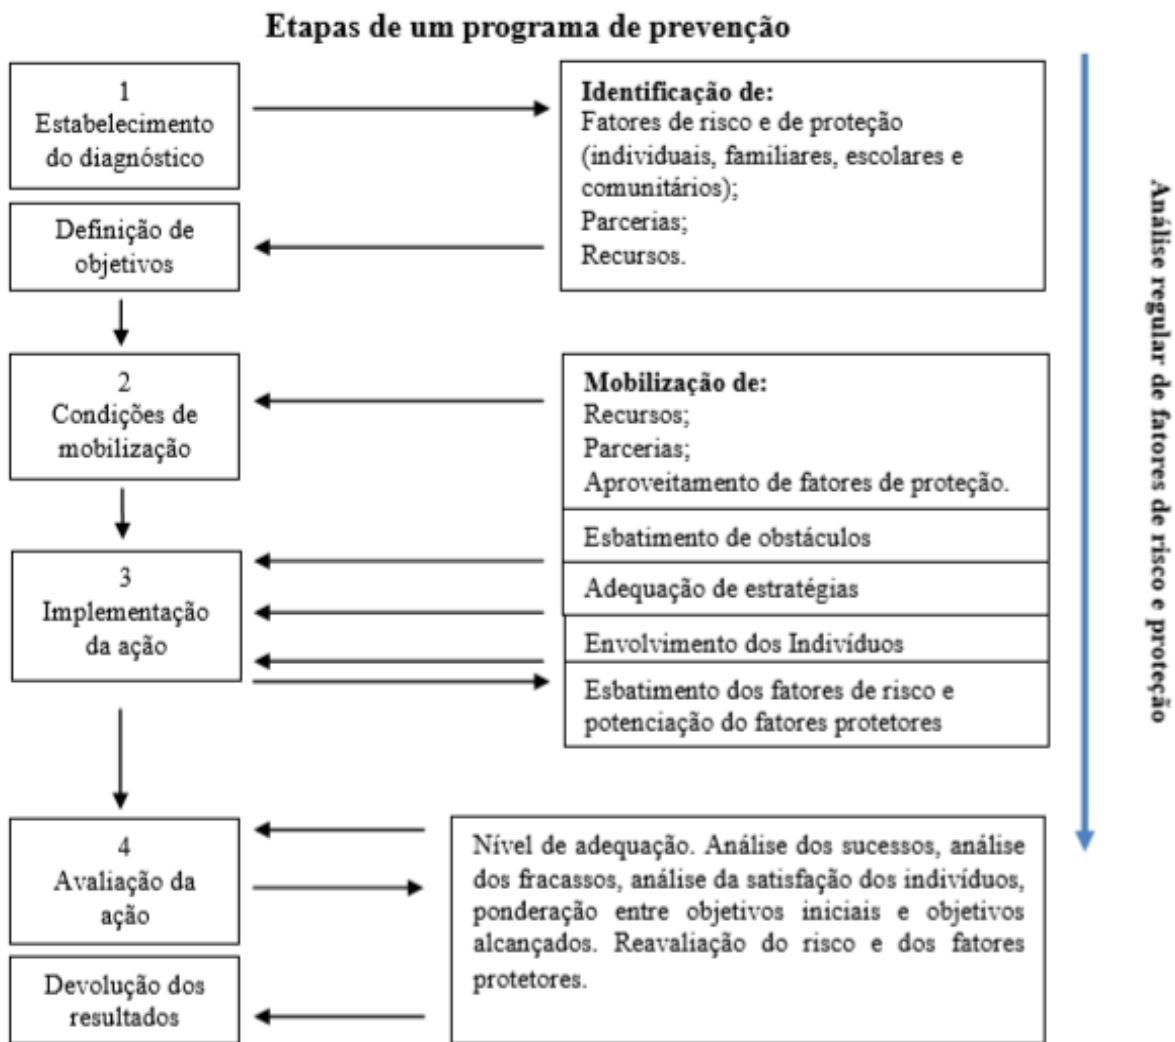 Etapas de um programa de prevenção
1
Estabelecimento
do diagnóstico
Identificação de:
Fatores de risco e de proteção
(individuais, familiares, escolares e
comunitários);
Parcerias;
Recursos.
Definição de
objetivos
2
Condições de
mobilização
Mobilização de:
Recursos;
Parcerias;
Aproveitamento de fatores de proteção.
3
Implementação
da ação
Esbatimento de obstáculos
Adequação de estratégias
Envolvimento dos Indivíduos
Esbatimento dos fatores de risco e
potenciação do fatores protetores
4
Avaliação da
ação
Nível de adequação. Análise dos sucessos, análise
dos fracassos, análise da satisfação dos indivíduos,
ponderação entre objetivos iniciais e objetivos
alcançados. Reavaliação do risco e dos fatores
protetores.
Devolução dos
resultados
Análise regular de fatores de risco e proteção